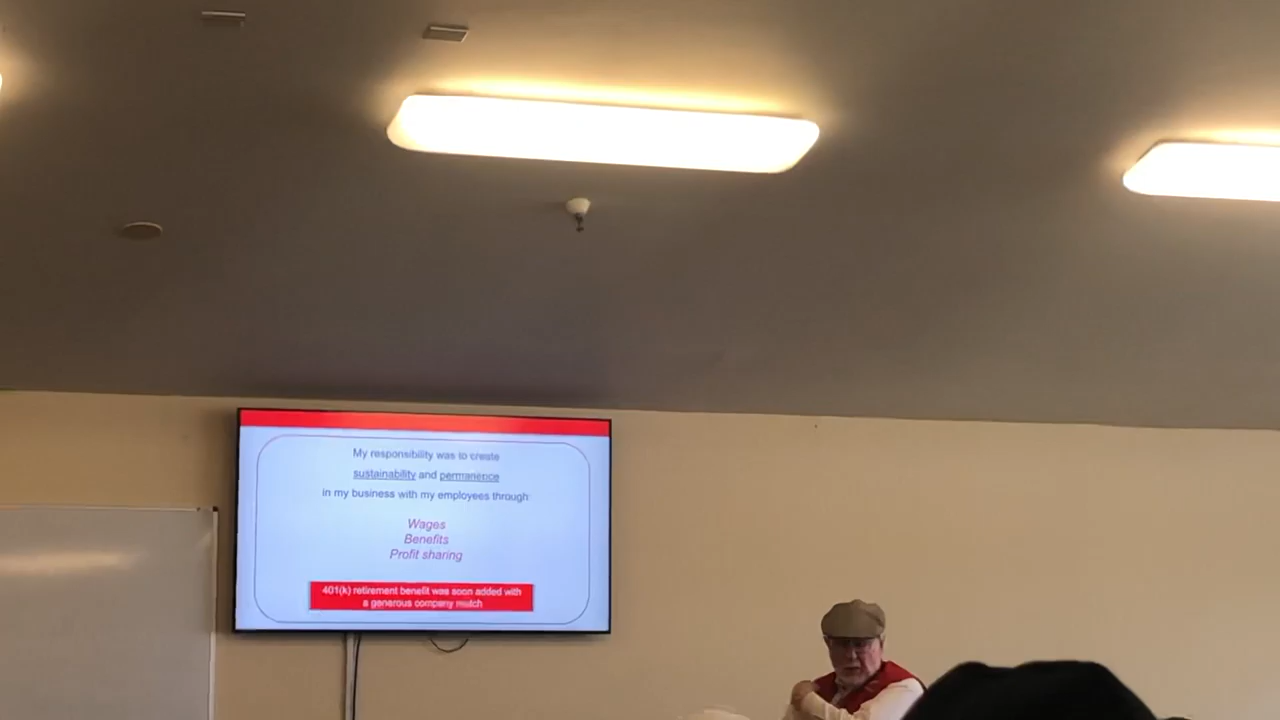 My responsibility was to create
sustainability and permanence
in my business with my employees through:
Wages
Benefits
Profit sharing
401(k) retirement benefit was soon added with
a generous company match